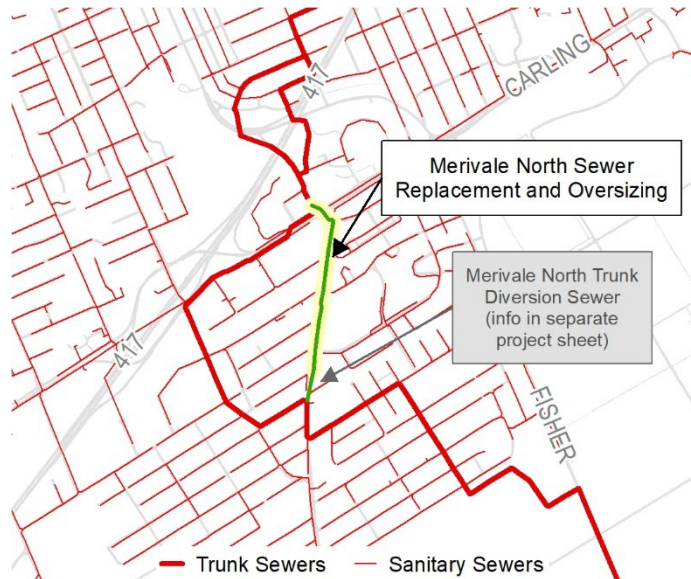 417
CARLING
Merivale North Sewer
Replacement and Oversizing
Merivale North Trunk
Diversion Sewer
(info in separate
project sheet)
417
FISHER
Trunk Sewers
Sanitary Sewers